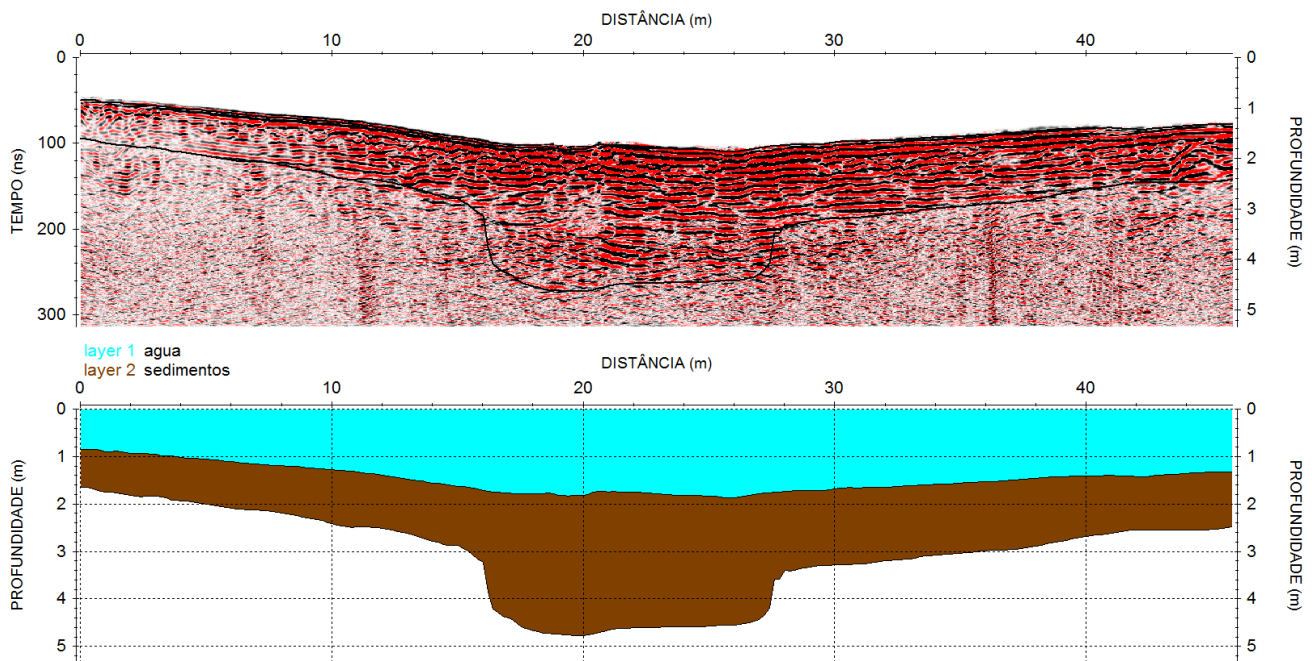 DISTÂNCIA (m)
0 10 20 30 40
TEMPO (ns)
0
100
200
300
PROFUNDIDADE (m)
0
1
2
3
4
5
layer 1 agua
layer 2 sedimentos
DISTÂNCIA (m)
0 10 20 30 40
PROFUNDIDADE (m)
0
1
2
3
4
5
PROFUNDIDADE (m)
0
1
2
3
4
5